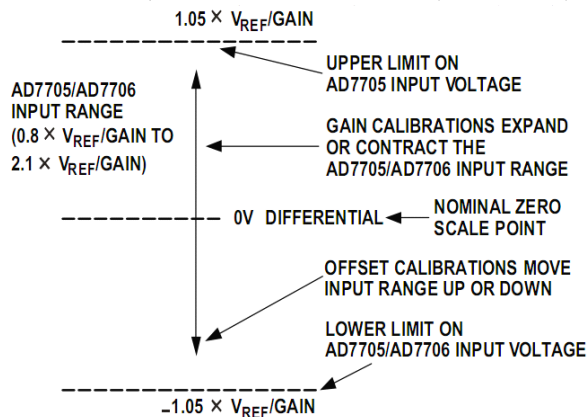 1.05 × VREF/GAIN
UPPER LIMIT ON
AD7705 INPUT VOLTAGE
AD7705/AD7706
INPUT RANGE
(0.8 × VREF/GAIN TO
2.1 × VREF/GAIN)
GAIN CALIBRATIONS EXPAND
OR CONTRACT THE
AD7705/AD7706 INPUT RANGE
0V DIFFERENTIAL
NOMINAL ZERO
SCALE POINT
OFFSET CALIBRATIONS MOVE
INPUT RANGE UP OR DOWN
LOWER LIMIT ON
AD7705/AD7706 INPUT VOLTAGE
–1.05 × VREF/GAIN